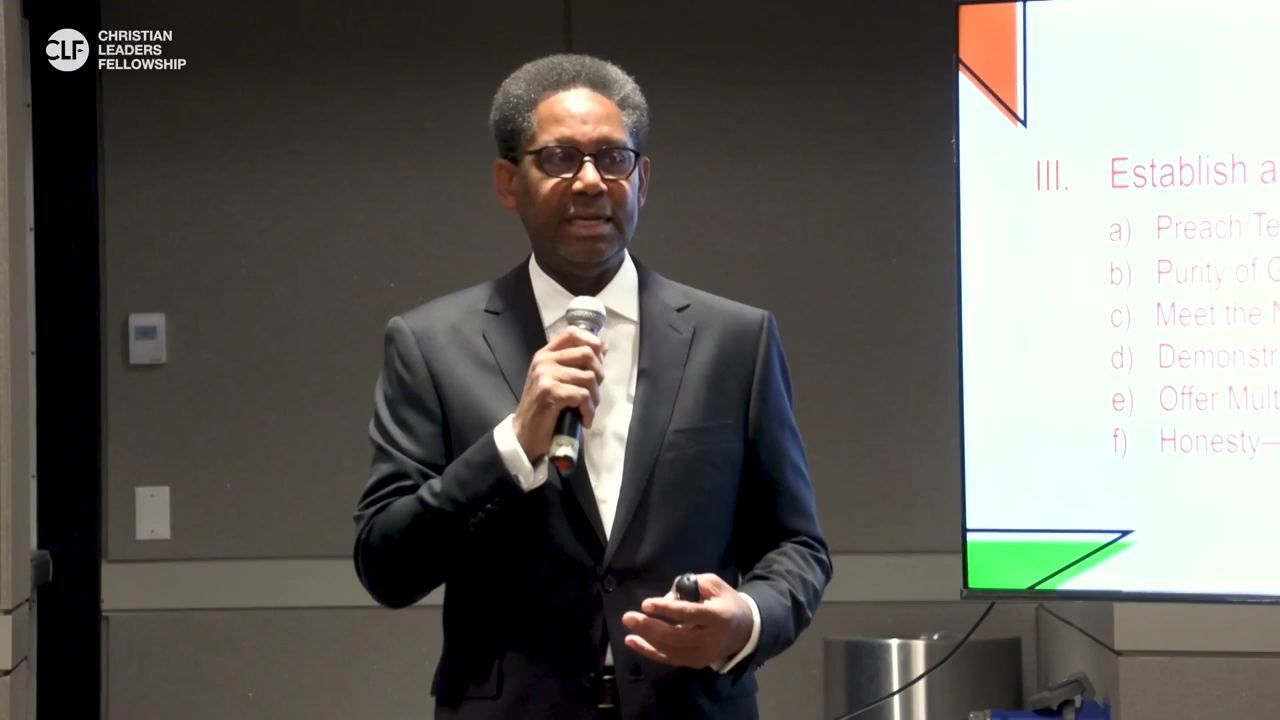 CLF
CHRISTIAN
LEADERS
FELLOWSHIP
III. Establish a
a) Preach/Te
b) Purity of
c) Meet the
d) Demonstr
e) Offer Mult
f) Honesty—